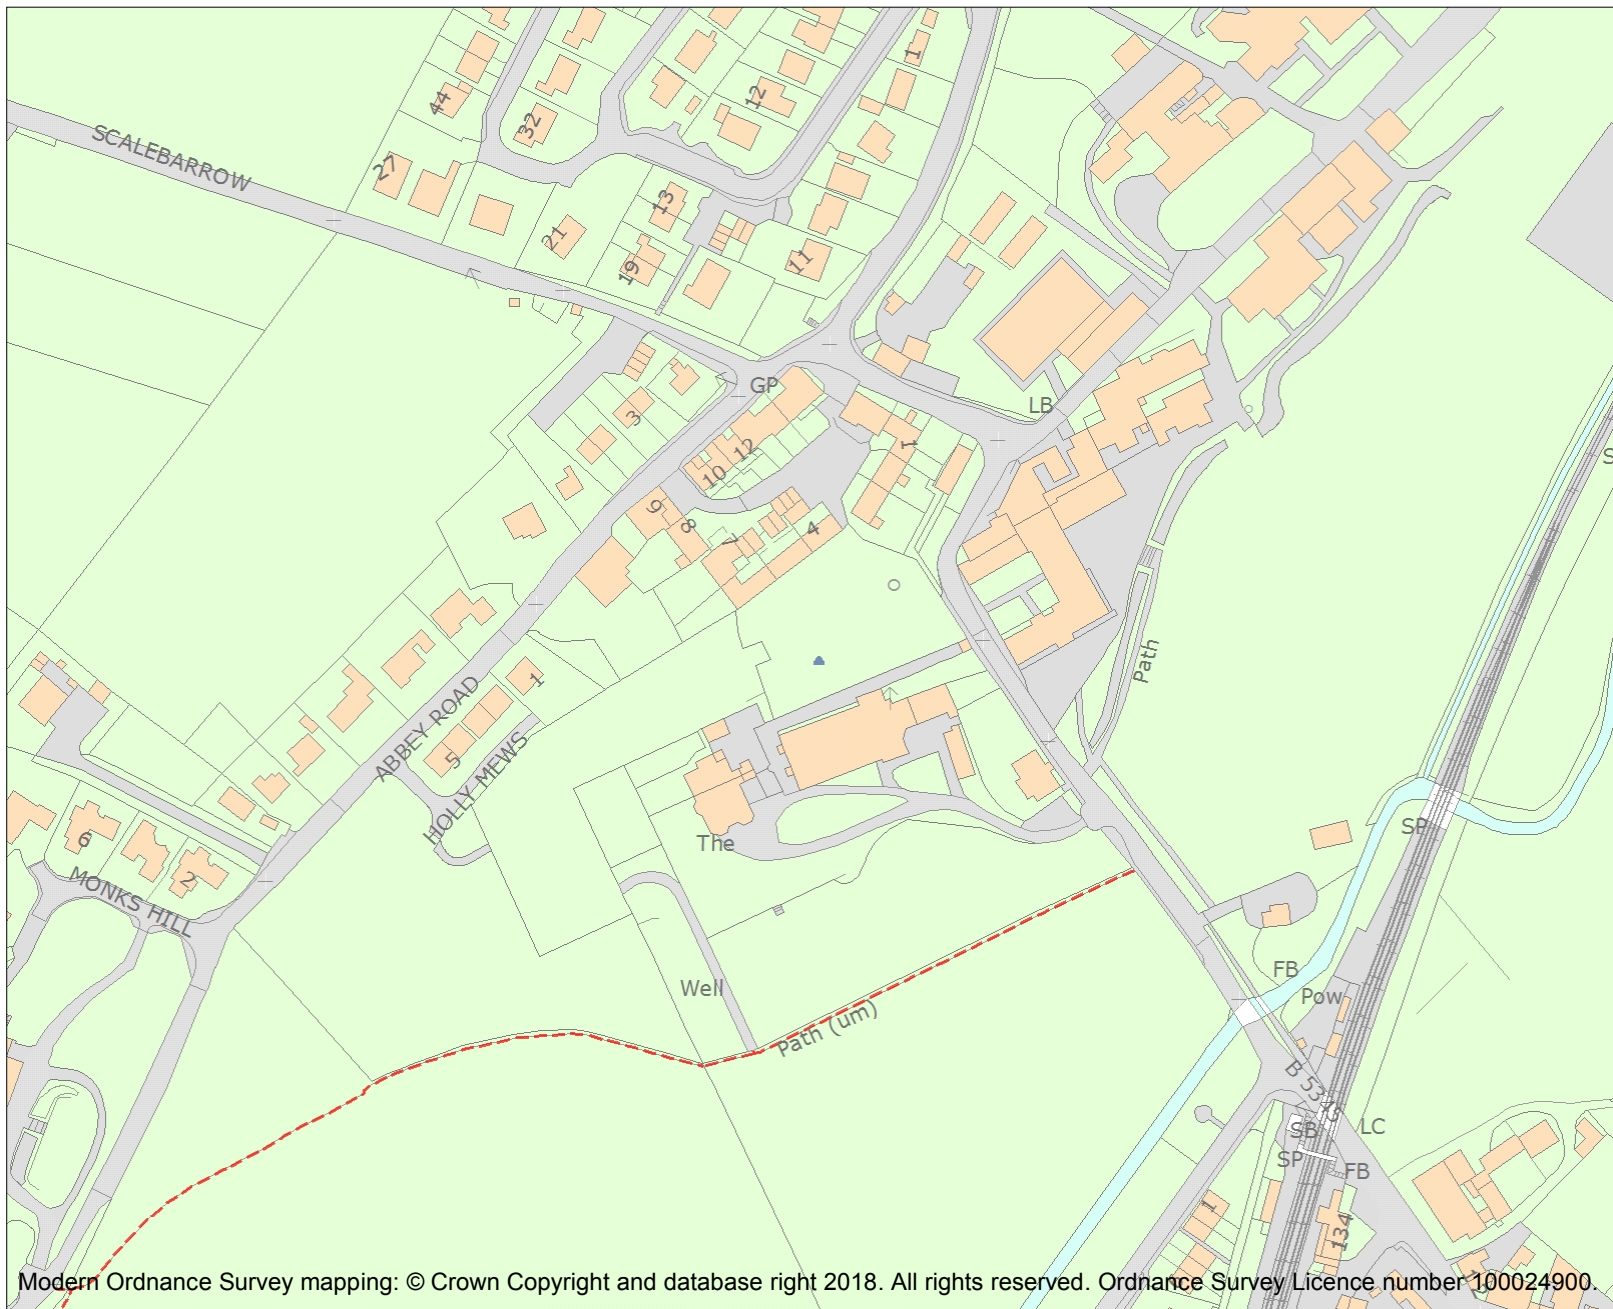 44
32
12
1
SCALEBARROW
27
13
21
19
11
GP
LB
3
12
10
1
9
8
7
4
Path
1
ABBEY ROAD
5
HOLLY MEWS
6
The
SP
2
MONKS HILL
FB
Well
Pow
Path (um)
SB
LC
SP
FB
1
134
Modern Ordnance Survey mapping: © Crown Copyright and database right 2018. All rights reserved. Ordnance Survey Licence number 100024900.